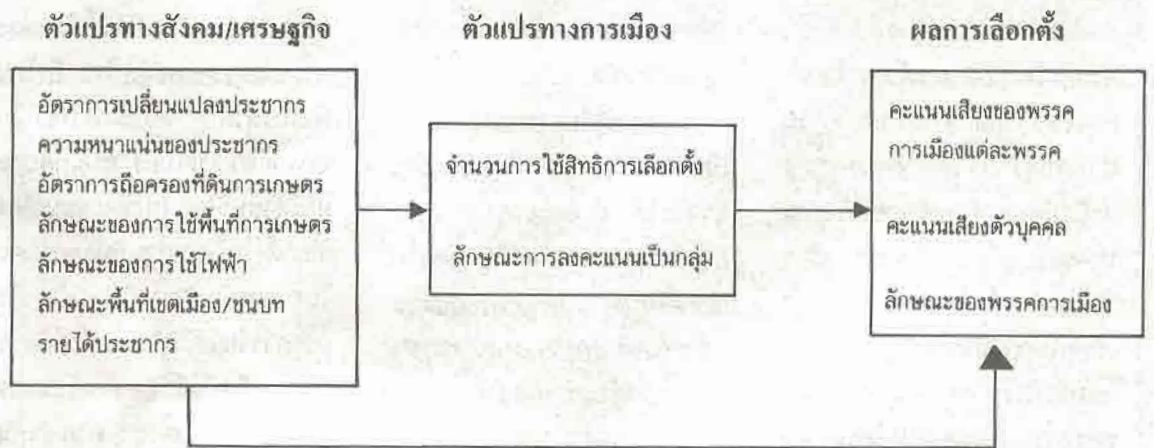 ตัวแปรทางสังคม/เศรษฐกิจ
อัตราการเปลี่ยนแปลงประชากร
ความหนาแน่นของประชากร
อัตราการถือครองที่ดินการเกษตร
ลักษณะของการใช้พื้นที่การเกษตร
ลักษณะของการใช้ไฟฟ้า
ลักษณะพื้นที่เขตเมือง/ชนบท
รายได้ประชากร
ตัวแปรทางการเมือง
จำนวนการใช้สิทธิการเลือกตั้ง
ลักษณะการลงคะแนนเป็นกลุ่ม
ผลการเลือกตั้ง
คะแนนเสียงของพรรค
การเมืองแต่ละพรรค
คะแนนเสียงตัวบุคคล
ลักษณะของพรรคการเมือง